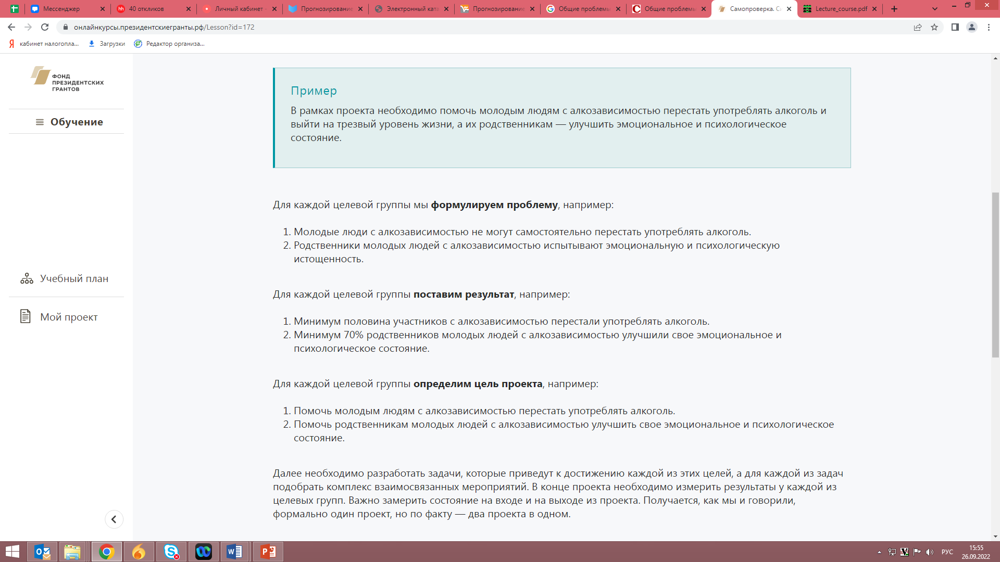 Мессенджер
hh 40 откликов
Личный кабинет -
Прогнозирование
Электронный ката
Прогнозирование
Общие проблемы
Общие проблемы
Самопроверка. Си
Lecture_course.pdf
онлайнкурсы.президентскиегранты.рф/Lesson?id=172
кабинет налогопла...
Загрузки
Редактор организа...
ФОНД
ПРЕЗИДЕНТСКИХ
ГРАНТОВ
Обучение
Учебный план
Мой проект
Пример
В рамках проекта необходимо помочь молодым людям с алкозависимостью перестать употреблять алкоголь и
выйти на трезвый уровень жизни, а их родственникам — улучшить эмоциональное и психологическое
состояние.
Для каждой целевой группы мы формулируем проблему, например:
1. Молодые люди с алкозависимостью не могут самостоятельно перестать употреблять алкоголь.
2. Родственники молодых людей с алкозависимостью испытывают эмоциональную и психологическую
истощенность.
Для каждой целевой группы поставим результат, например:
1. Минимум половина участников с алкозависимостью перестали употреблять алкоголь.
2. Минимум 70% родственников молодых людей с алкозависимостью улучшили свое эмоциональное и
психологическое состояние.
Для каждой целевой группы определим цель проекта, например:
1. Помочь молодым людям с алкозависимостью перестать употреблять алкоголь.
2. Помочь родственникам молодых людей с алкозависимостью улучшить свое эмоциональное и психологическое
состояние.
Далее необходимо разработать задачи, которые приведут к достижению каждой из этих целей, а для каждой из задач
подобрать комплекс взаимосвязанных мероприятий. В конце проекта необходимо измерить результаты у каждой из
целевых групп. Важно замерить состояние на входе и на выходе из проекта. Получается, как мы и говорили,
формально один проект, но по факту — два проекта в одном.
РУС
15:55
26.09.2022